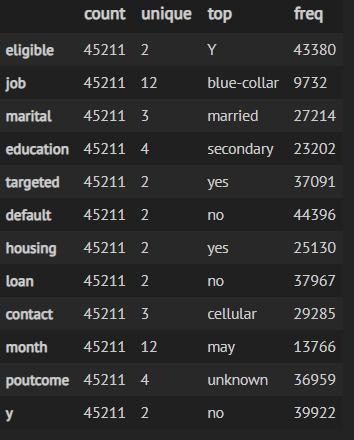 count unique top freq
eligible 45211 2 Y 43380
job 45211 12 blue-collar 9732
marital 45211 3 married 27214
education 45211 4 secondary 23202
targeted 45211 2 yes 37091
default 45211 2 no 44396
housing 45211 2 yes 25130
loan 45211 2 no 37967
contact 45211 3 cellular 29285
month 45211 12 may 13766
poutcome 45211 4 unknown 36959
y 45211 2 no 39922